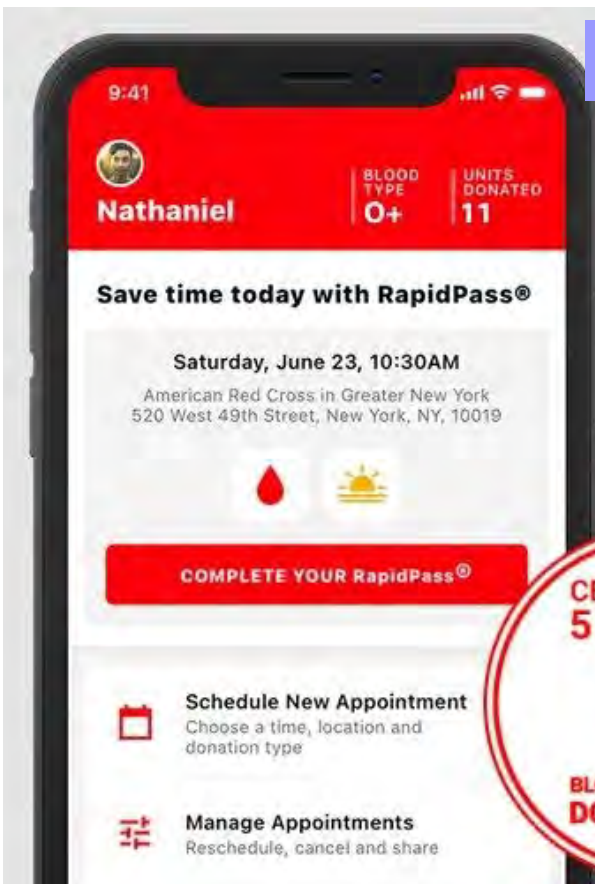 9:41
Nathaniel
BLOOD
TYPE
O+
UNITS
DONATED
11
Save time today with RapidPass®
Saturday, June 23, 10:30AM
American Red Cross in Greater New York
520 West 49th Street, New York, NY, 10019
COMPLETE YOUR RapidPass®
Schedule New Appointment
Choose a time, location and
donation type
Manage Appointments
Reschedule, cancel and share
5